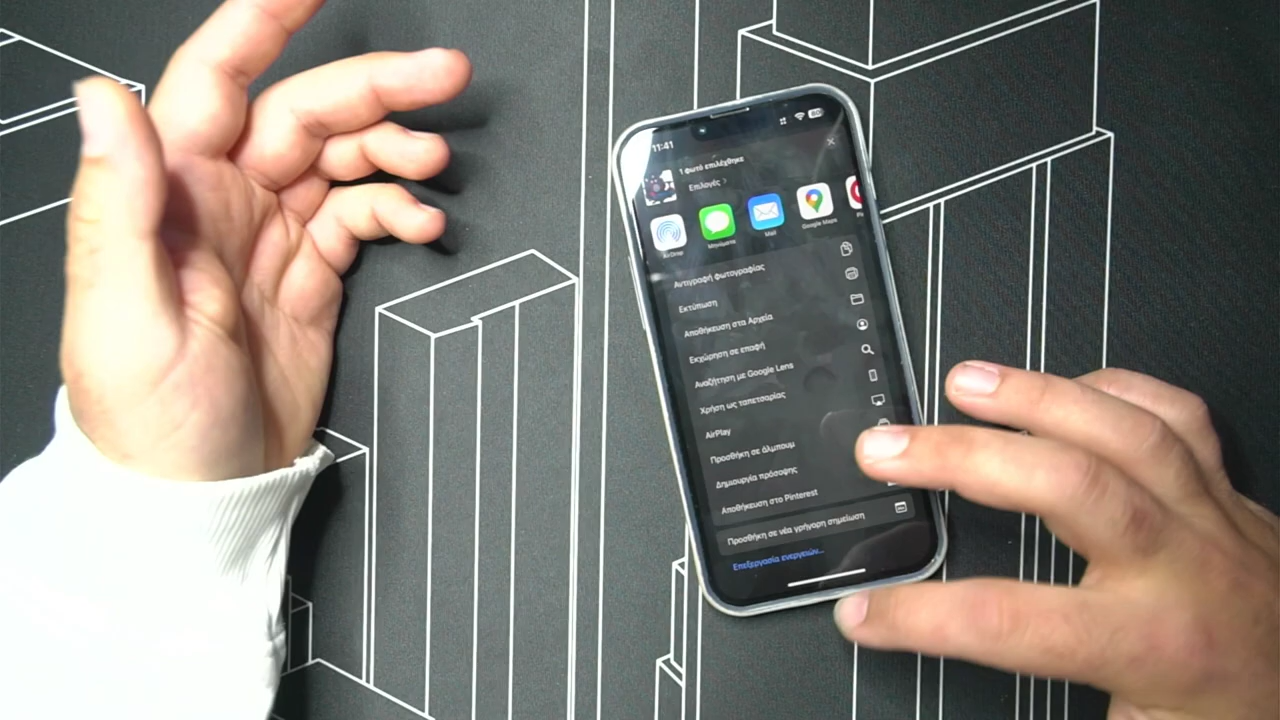 11:41
1 φωτό επιλέχθηκε
Επιλογές >
AirDrop
Μηνύματα
Mail
Google Maps
Αντιγραφή φωτογραφίας
Εκτύπωση
Αποθήκευση στα Αρχεία
Εκχώρηση σε επαφή
Αναζήτηση με Google Lens
Χρήση ως ταπετσαρίας
AirPlay
Προσθήκη σε άλμπουμ
Δημιουργία πρόσοψης
Αποθήκευση στο Pinterest
Προσθήκη σε νέα γρήγορη σημείωση
Επεξεργασία ενεργειών...